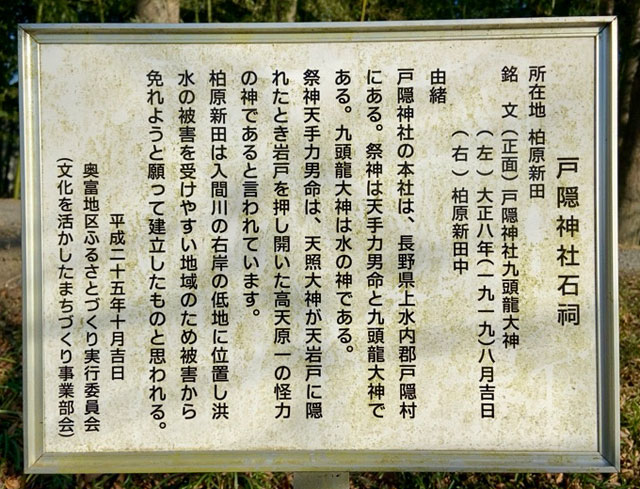 戸隠神社石祠
所在地 柏原新田
銘 文(正面)戸隠神社九頭龍大神
(左)大正八年(一九一九)八月吉日
(右)柏原新田中
由緒
戸隠神社の本社は、長野県上水内郡戸隠村
にある。祭神は天手力男命と九頭龍大神で
ある。九頭龍大神は水の神である。
祭神天手力男命は、天照大神が天岩戸に隠
れたとき岩戸を押し開いた高天原一の怪力
の神であると言われています。
柏原新田は入間川の右岸の低地に位置し洪
水の被害を受けやすい地域のため被害から
免れようと願って建立したものと思われる。
平成二十五年十月吉日
奥富地区ふるさとづくり実行委員会
(文化を活かしたまちづくり事業部会)